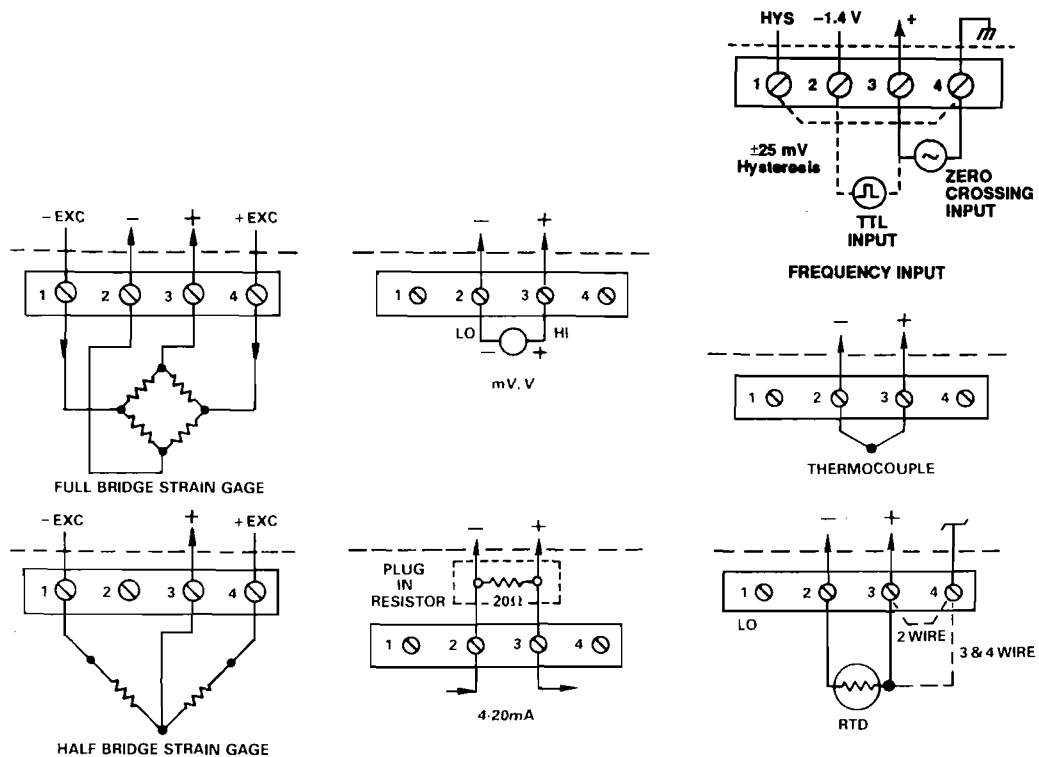 HYS −1.4 V +
1 2 3 4
±25 mV
Hysteresis
TTL
INPUT
ZERO
CROSSING
INPUT
FREQUENCY INPUT
− EXC − + +EXC
1 2 3 4
FULL BRIDGE STRAIN GAGE
− +
1 2 3 4
LO HI
− +
mV, V
− +
1 2 3 4
THERMOCOUPLE
− EXC + +EXC
1 2 3 4
HALF BRIDGE STRAIN GAGE
− +
PLUG
IN
RESISTOR
20Ω
1 2 3 4
4-20mA
− +
1 2 3 4
LO
2 WIRE
3 & 4 WIRE
RTD